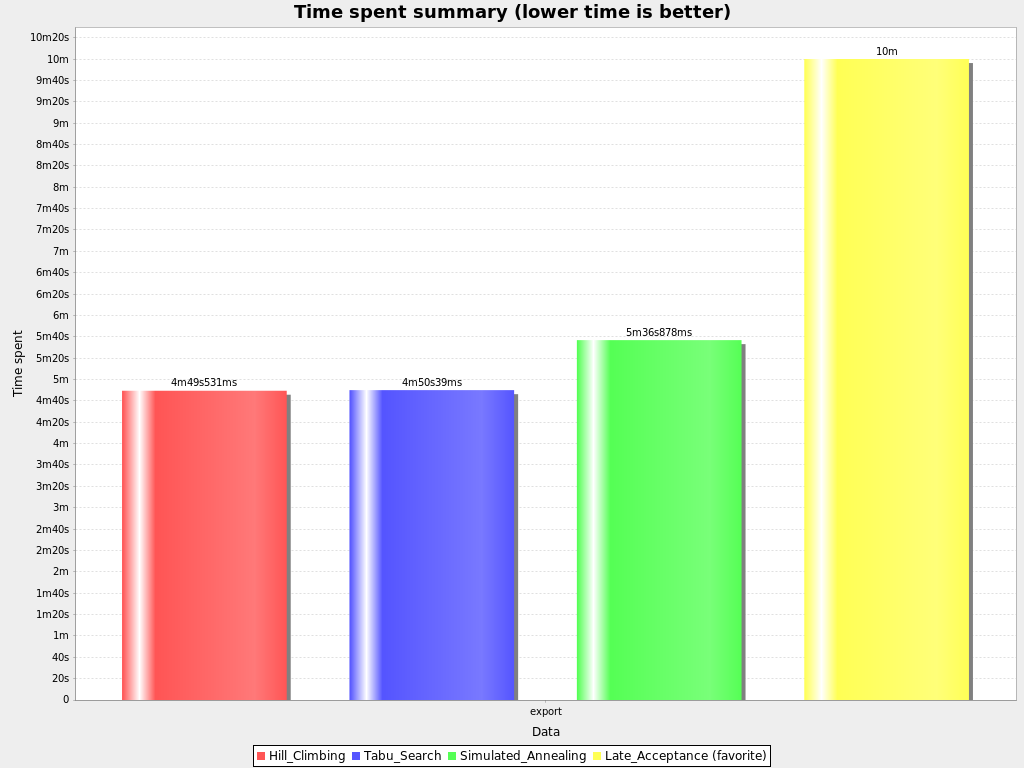 Time spent summary (lower time is better)
10m20s
10m
9m40s
9m20s
9m
8m40s
8m20s
8m
7m40s
7m20s
7m
6m40s
6m20s
6m
5m40s
5m20s
5m
4m40s
4m20s
4m
3m40s
3m20s
3m
2m40s
2m20s
2m
1m40s
1m20s
1m
40s
20s
0
Time spent
4m49s531ms
4m50s39ms
5m36s878ms
10m
export
Data
Hill_Climbing Tabu_Search Simulated_Annealing Late_Acceptance (favorite)